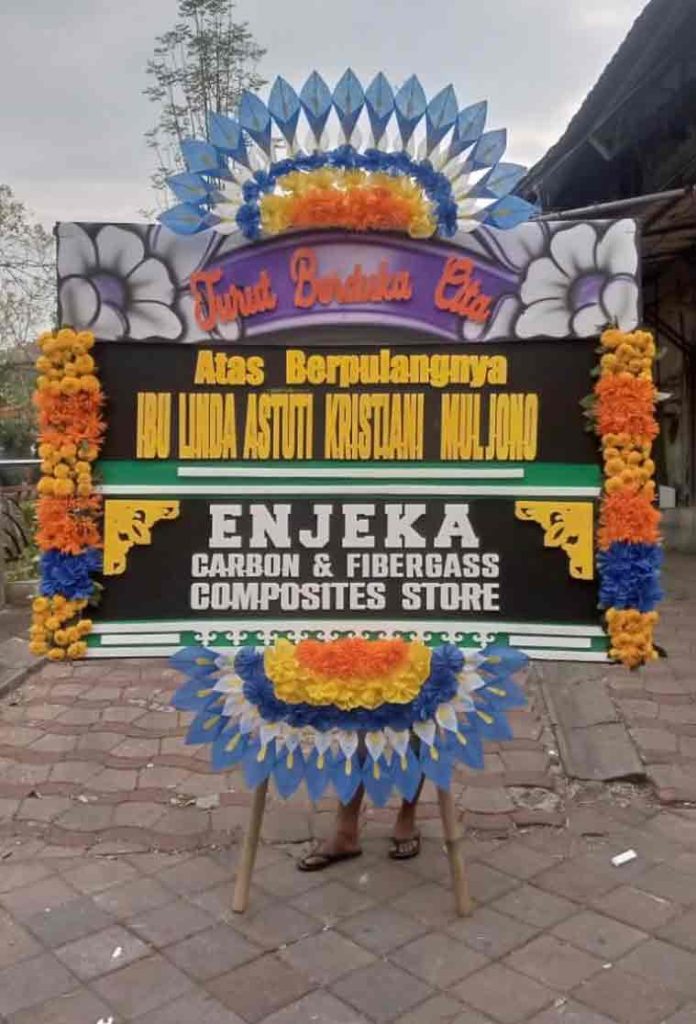 Turut Berduka Cita
Atas Berpulangnya
IBU LINDA ASTUTI KRISTIANI MULJONO
ENJEKA
CARBON & FIBERGASS
COMPOSITES STORE